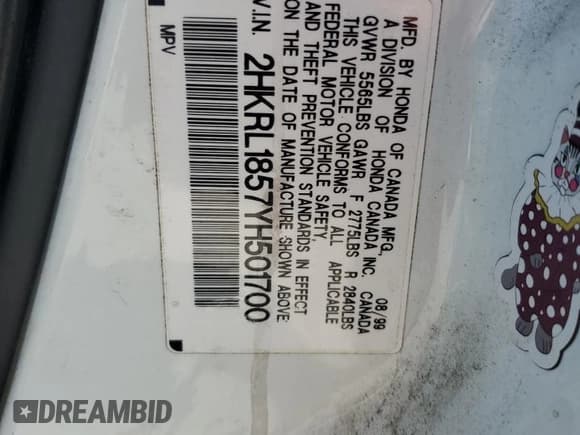 MFD. BY HONDA OF CANADA MFG.,
A DIVISION OF HONDA CANADA INC. CANADA 08/99
GVWR 5565LBS GAWR F 2775LBS R 2840LBS
THIS VEHICLE CONFORMS TO ALL APPLICABLE
FEDERAL MOTOR VEHICLE SAFETY,
AND THEFT PREVENTION STANDARDS IN EFFECT
ON THE DATE OF MANUFACTURE SHOWN ABOVE.
V.I.N. 2HKRL1857YH501700
MPV
DREAMBID